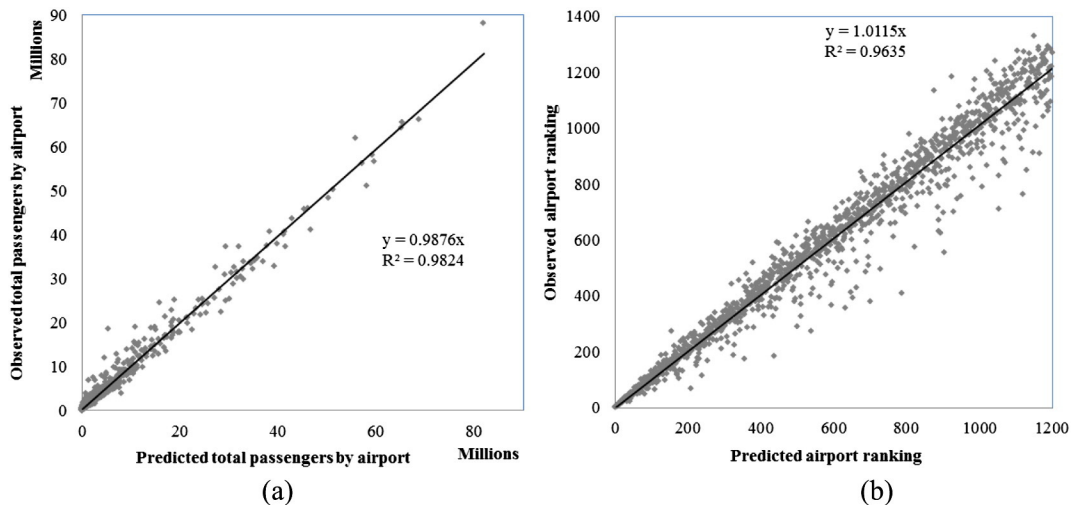 90
80
70
60
50
40
30
20
10
0
Millions
Observed total passengers by airport
y = 0.9876x
R² = 0.9824
0 20 40 60 80
Predicted total passengers by airport Millions
(a)
1400
1200
1000
800
600
400
200
0
Observed airport ranking
y = 1.0115x
R² = 0.9635
0 200 400 600 800 1000 1200
Predicted airport ranking
(b)